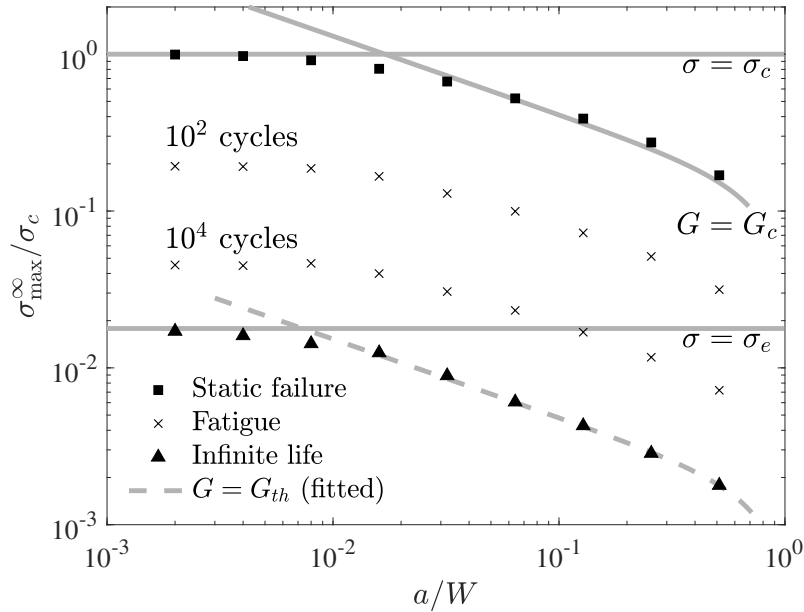 10^0
10^-1
10^-2
10^-3
σ^∞_max/σ_c
σ = σ_c
10^2 cycles
G = G_c
10^4 cycles
σ = σ_e
Static failure
Fatigue
Infinite life
G = G_th (fitted)
10^-3
10^-2
10^-1
10^0
a/W